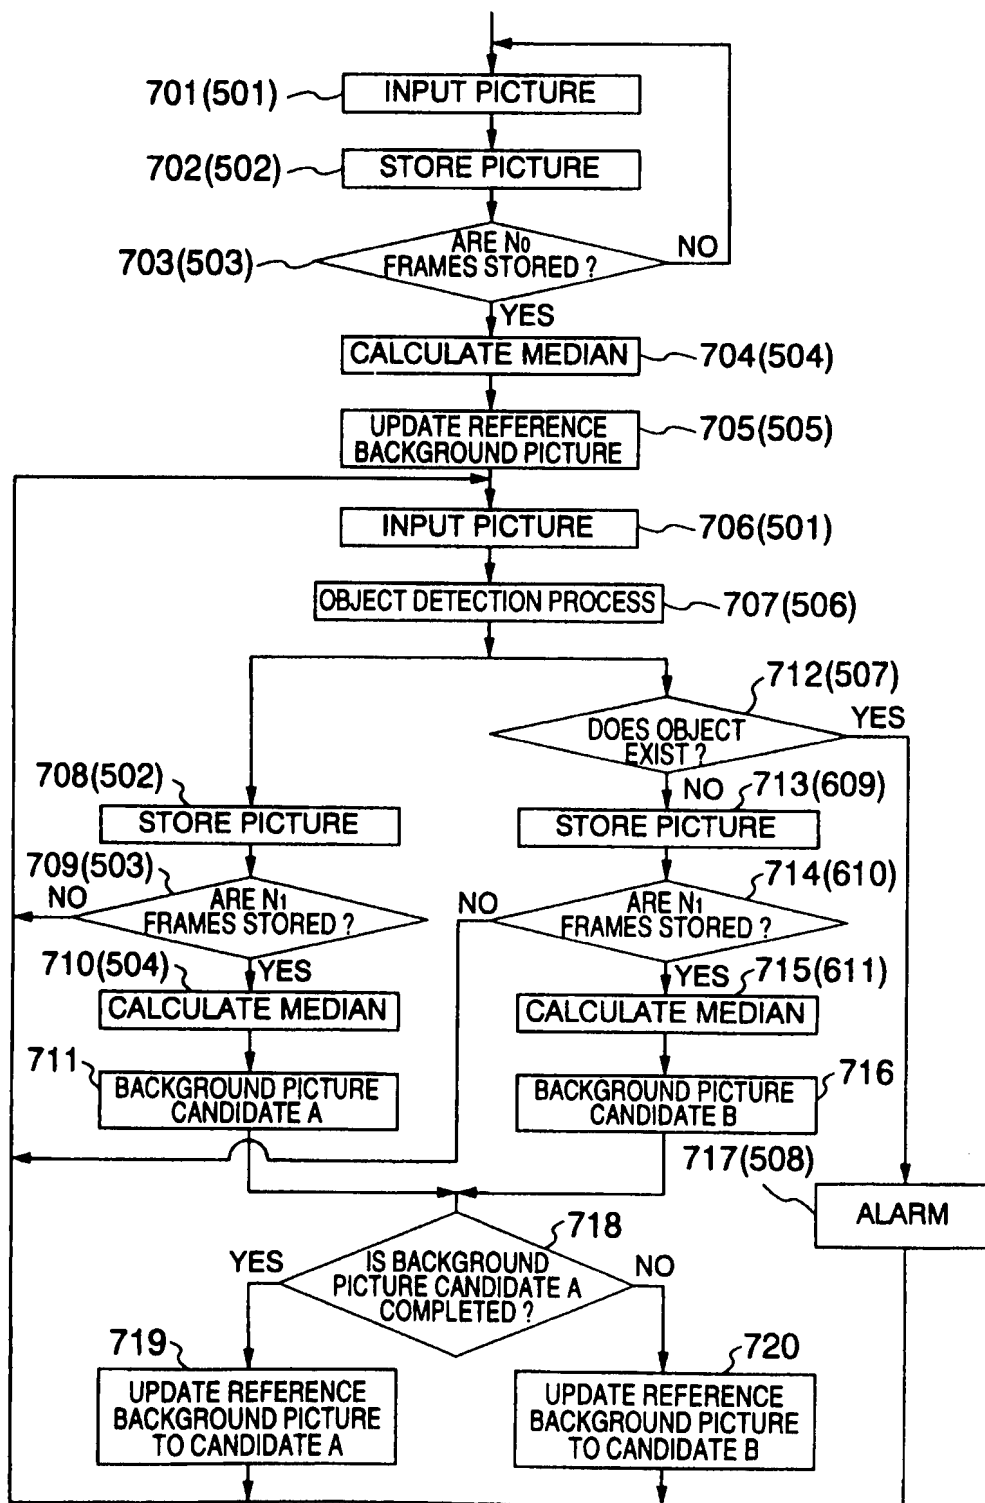 701(501)
INPUT PICTURE
702(502)
STORE PICTURE
703(503)
ARE N0
FRAMES STORED ?
NO
YES
CALCULATE MEDIAN
704(504)
UPDATE REFERENCE
BACKGROUND PICTURE
705(505)
INPUT PICTURE
706(501)
OBJECT DETECTION PROCESS
707(506)
712(507)
DOES OBJECT
EXIST ?
YES
NO
708(502)
STORE PICTURE
713(609)
STORE PICTURE
709(503)
NO
ARE N1
FRAMES STORED ?
YES
714(610)
NO
ARE N1
FRAMES STORED ?
YES
710(504)
CALCULATE MEDIAN
715(611)
CALCULATE MEDIAN
711
BACKGROUND PICTURE
CANDIDATE A
716
BACKGROUND PICTURE
CANDIDATE B
717(508)
ALARM
718
IS BACKGROUND
PICTURE CANDIDATE A
COMPLETED ?
YES
NO
719
UPDATE REFERENCE
BACKGROUND PICTURE
TO CANDIDATE A
720
UPDATE REFERENCE
BACKGROUND PICTURE
TO CANDIDATE B